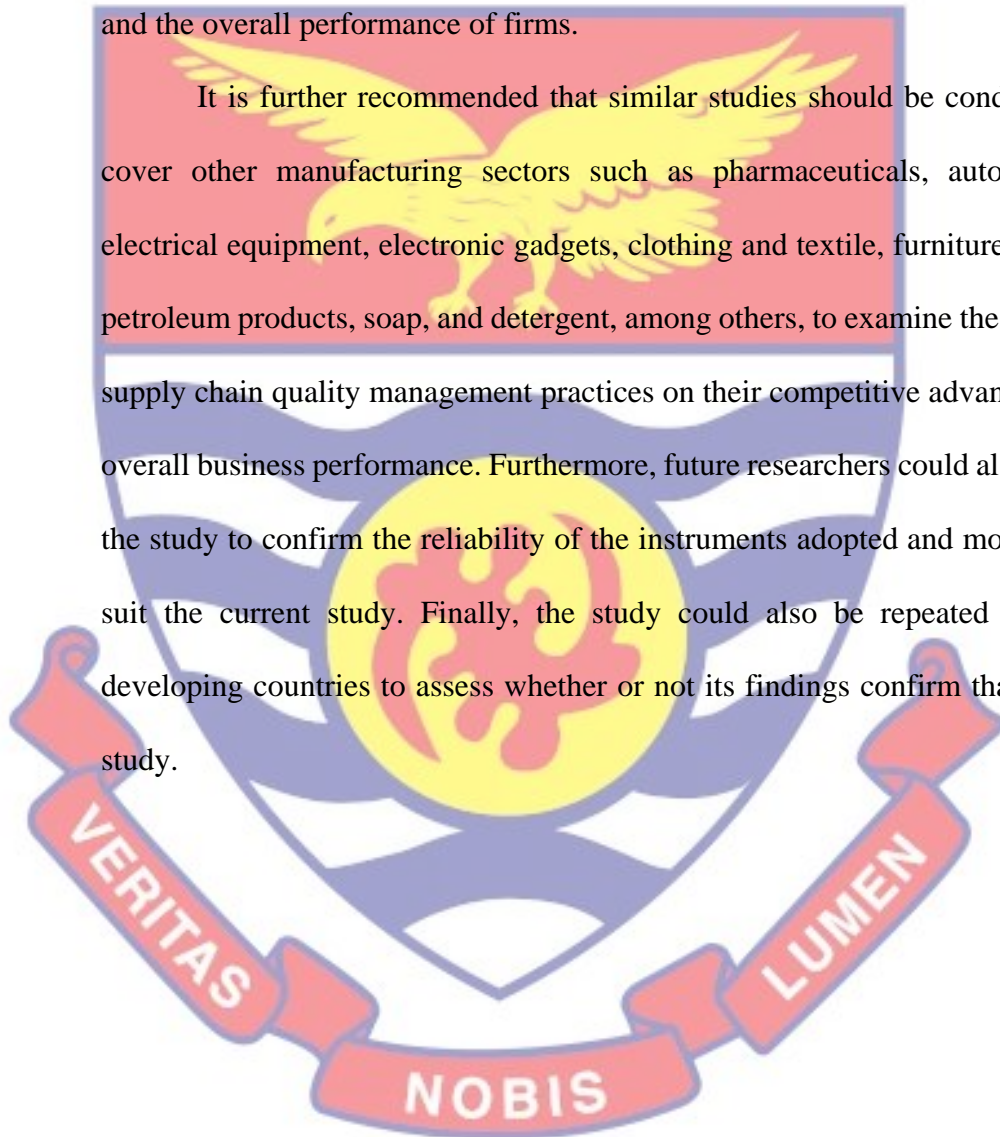 and the overall performance of firms.
It is further recommended that similar studies should be cond
cover other manufacturing sectors such as pharmaceuticals, auto
electrical equipment, electronic gadgets, clothing and textile, furniture
petroleum products, soap, and detergent, among others, to examine the
supply chain quality management practices on their competitive advan
overall business performance. Furthermore, future researchers could al
the study to confirm the reliability of the instruments adopted and mo
suit the current study. Finally, the study could also be repeated
developing countries to assess whether or not its findings confirm tha
study.
VERITAS
NOBIS
LUMEN